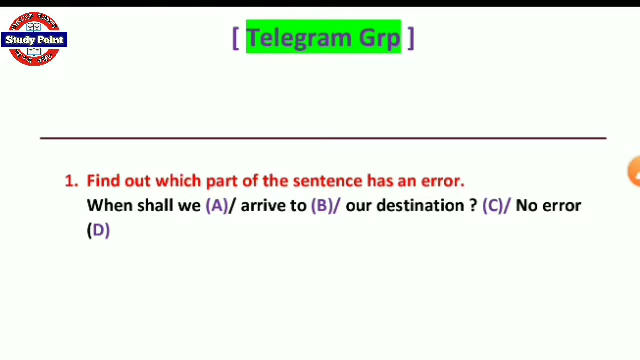 Study Point
[ Telegram Grp ]
1. Find out which part of the sentence has an error.
When shall we (A)/ arrive to (B)/ our destination ? (C)/ No error
(D)